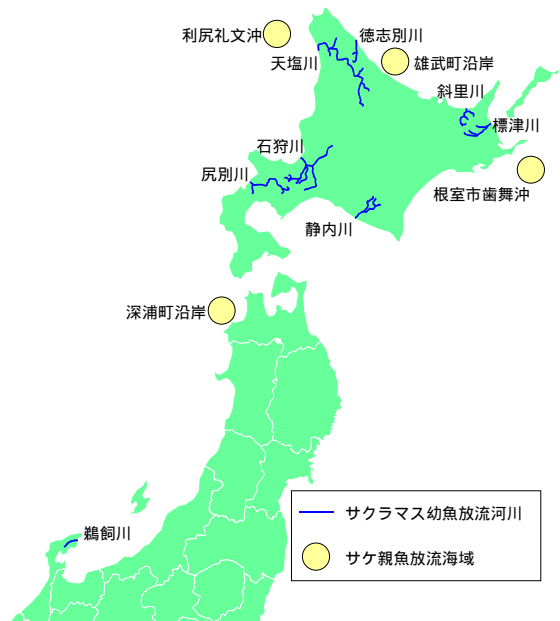 利尻礼文沖
徳志別川
天塩川
雄武町沿岸
斜里川
標津川
石狩川
尻別川
根室市歯舞沖
静内川
深浦町沿岸
鵜飼川
サクラマス幼魚放流河川
サケ親魚放流海域